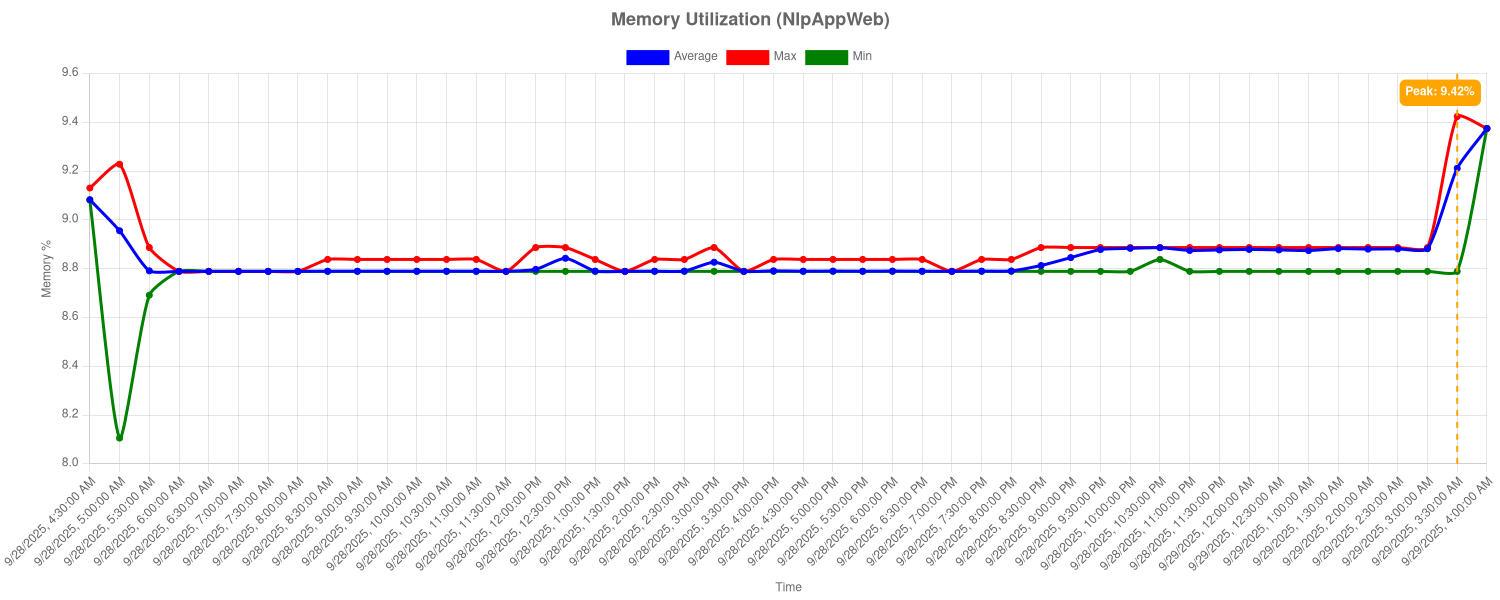 Memory Utilization (NlpAppWeb)
Average Max Min
9.6
Peak: 9.42%
9.4
9.2
9.0
8.8
8.6
8.4
8.2
8.0
Memory %
9/28/2025, 4:30:00 AM
9/28/2025, 5:00:00 AM
9/28/2025, 5:30:00 AM
9/28/2025, 6:00:00 AM
9/28/2025, 6:30:00 AM
9/28/2025, 7:00:00 AM
9/28/2025, 7:30:00 AM
9/28/2025, 8:00:00 AM
9/28/2025, 8:30:00 AM
9/28/2025, 9:00:00 AM
9/28/2025, 9:30:00 AM
9/28/2025, 10:00:00 AM
9/28/2025, 10:30:00 AM
9/28/2025, 11:00:00 AM
9/28/2025, 11:30:00 AM
9/28/2025, 12:00:00 PM
9/28/2025, 12:30:00 PM
9/28/2025, 1:00:00 PM
9/28/2025, 1:30:00 PM
9/28/2025, 2:00:00 PM
9/28/2025, 2:30:00 PM
9/28/2025, 3:00:00 PM
9/28/2025, 3:30:00 PM
9/28/2025, 4:00:00 PM
9/28/2025, 4:30:00 PM
9/28/2025, 5:00:00 PM
9/28/2025, 5:30:00 PM
9/28/2025, 6:00:00 PM
9/28/2025, 6:30:00 PM
9/28/2025, 7:00:00 PM
9/28/2025, 7:30:00 PM
9/28/2025, 8:00:00 PM
9/28/2025, 8:30:00 PM
9/28/2025, 9:00:00 PM
9/28/2025, 9:30:00 PM
9/28/2025, 10:00:00 PM
9/28/2025, 10:30:00 PM
9/28/2025, 11:00:00 PM
9/28/2025, 11:30:00 PM
9/29/2025, 12:00:00 AM
9/29/2025, 12:30:00 AM
9/29/2025, 1:00:00 AM
9/29/2025, 1:30:00 AM
9/29/2025, 2:00:00 AM
9/29/2025, 2:30:00 AM
9/29/2025, 3:00:00 AM
9/29/2025, 3:30:00 AM
9/29/2025, 4:00:00 AM
Time